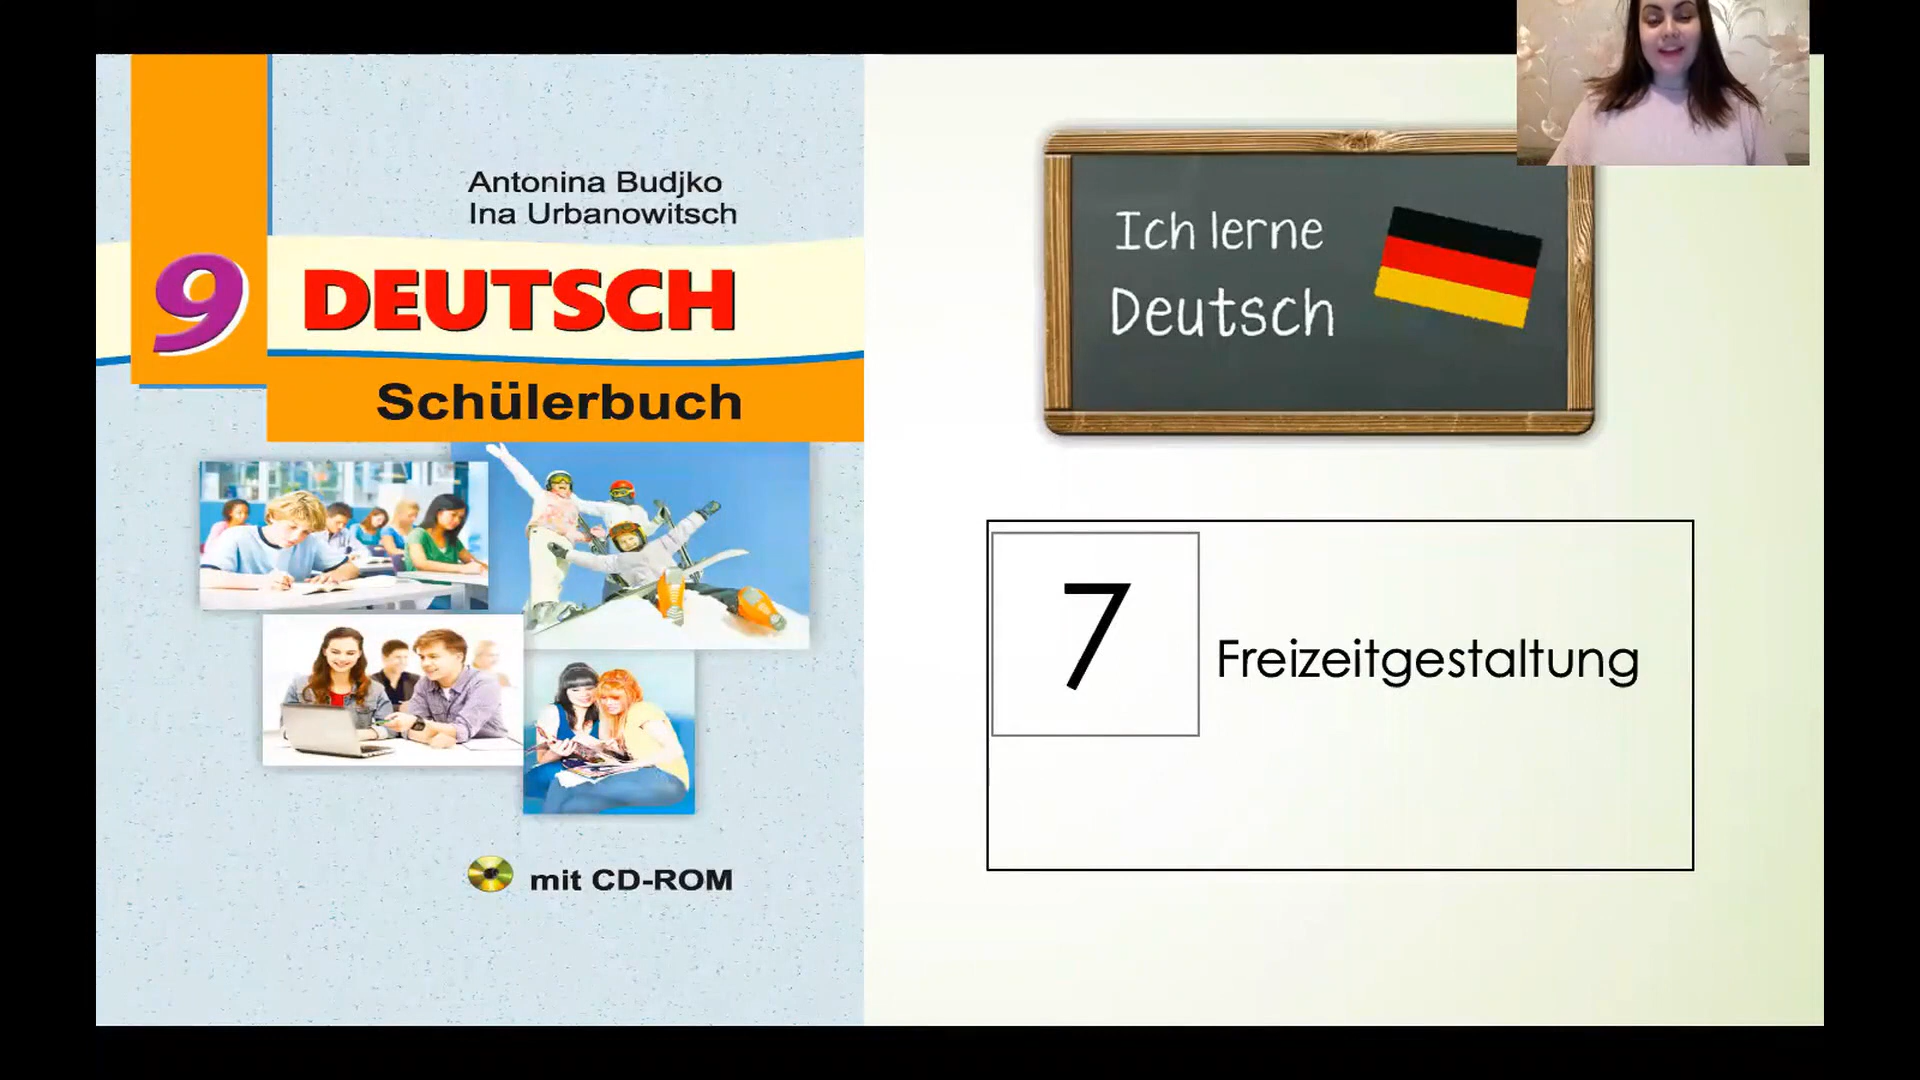 Antonina Budjko
Ina Urbanowitsch
9 DEUTSCH
Schülerbuch
mit CD-ROM
Ich lerne
Deutsch
7 Freizeitgestaltung